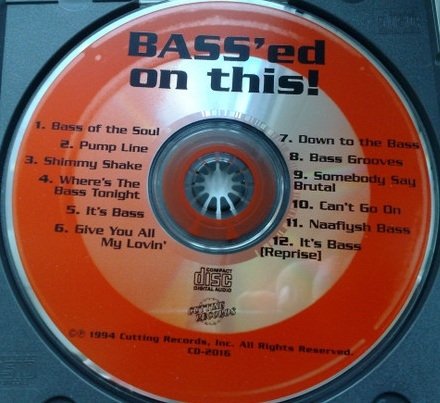 BASS'ed
on this!
1. Bass of the Soul
2. Pump Line
3. Shimmy Shake
4. Where's The
Bass Tonight
5. It's Bass
6. Give You All
My Lovin'
7. Down to the Bass
8. Bass Grooves
9. Somebody Say
Brutal
10. Can't Go On
11. Naafiysh Bass
12. It's Bass
[Reprise]
COMPACT
disc
DIGITAL AUDIO
CUTTING
RECORDS
©℗ 1994 Cutting Records, Inc. All Rights Reserved.
CD-2016